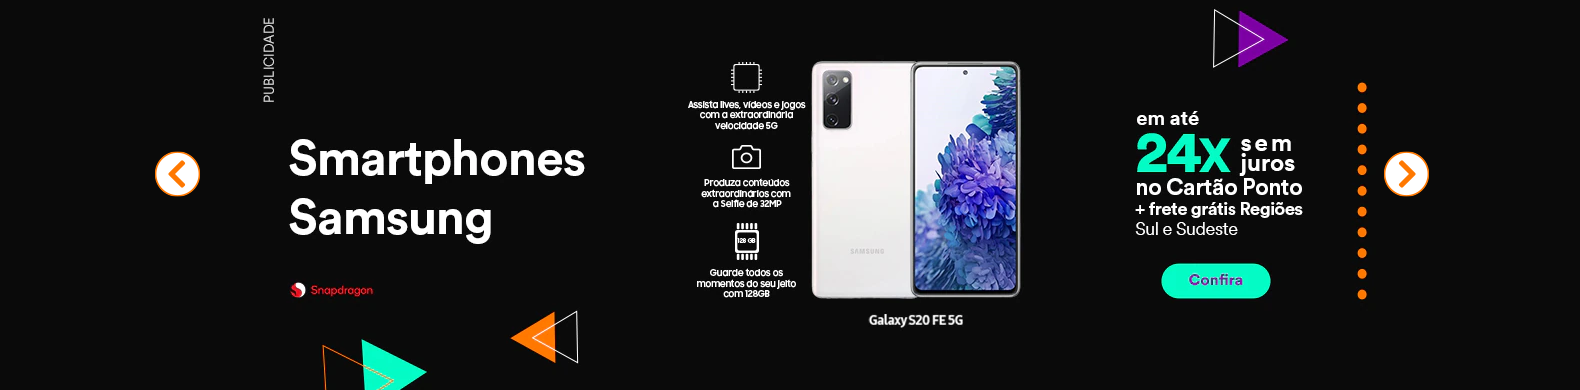 PUBLICIDADE
Smartphones
Samsung
Snapdragon
Assista lives, vídeos e jogos
com a extraordinária
velocidade 5G
Produza conteúdos
extraordinários com
a Selfie de 32MP
128 GB
Guarde todos os
momentos do seu jeito
com 128GB
SAMSUNG
Galaxy S20 FE 5G
em até
24x sem
juros
no Cartão Ponto
+ frete grátis Regiões
Sul e Sudeste
Confira